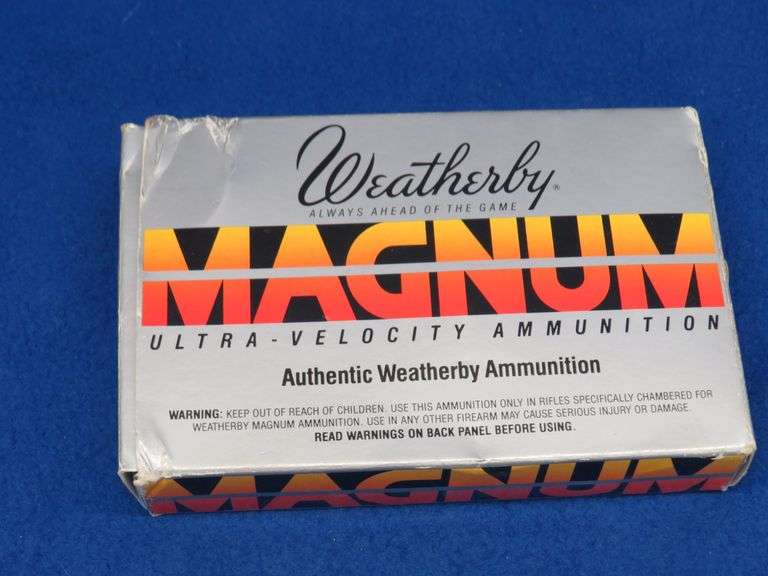 Weatherby®
ALWAYS AHEAD OF THE GAME
MAGNUM
ULTRA-VELOCITY AMMUNITION
Authentic Weatherby Ammunition
WARNING: KEEP OUT OF REACH OF CHILDREN. USE THIS AMMUNITION ONLY IN RIFLES SPECIFICALLY CHAMBERED FOR
WEATHERBY MAGNUM AMMUNITION. USE IN ANY OTHER FIREARM MAY CAUSE SERIOUS INJURY OR DAMAGE.
READ WARNINGS ON BACK PANEL BEFORE USING.
MAGNUM